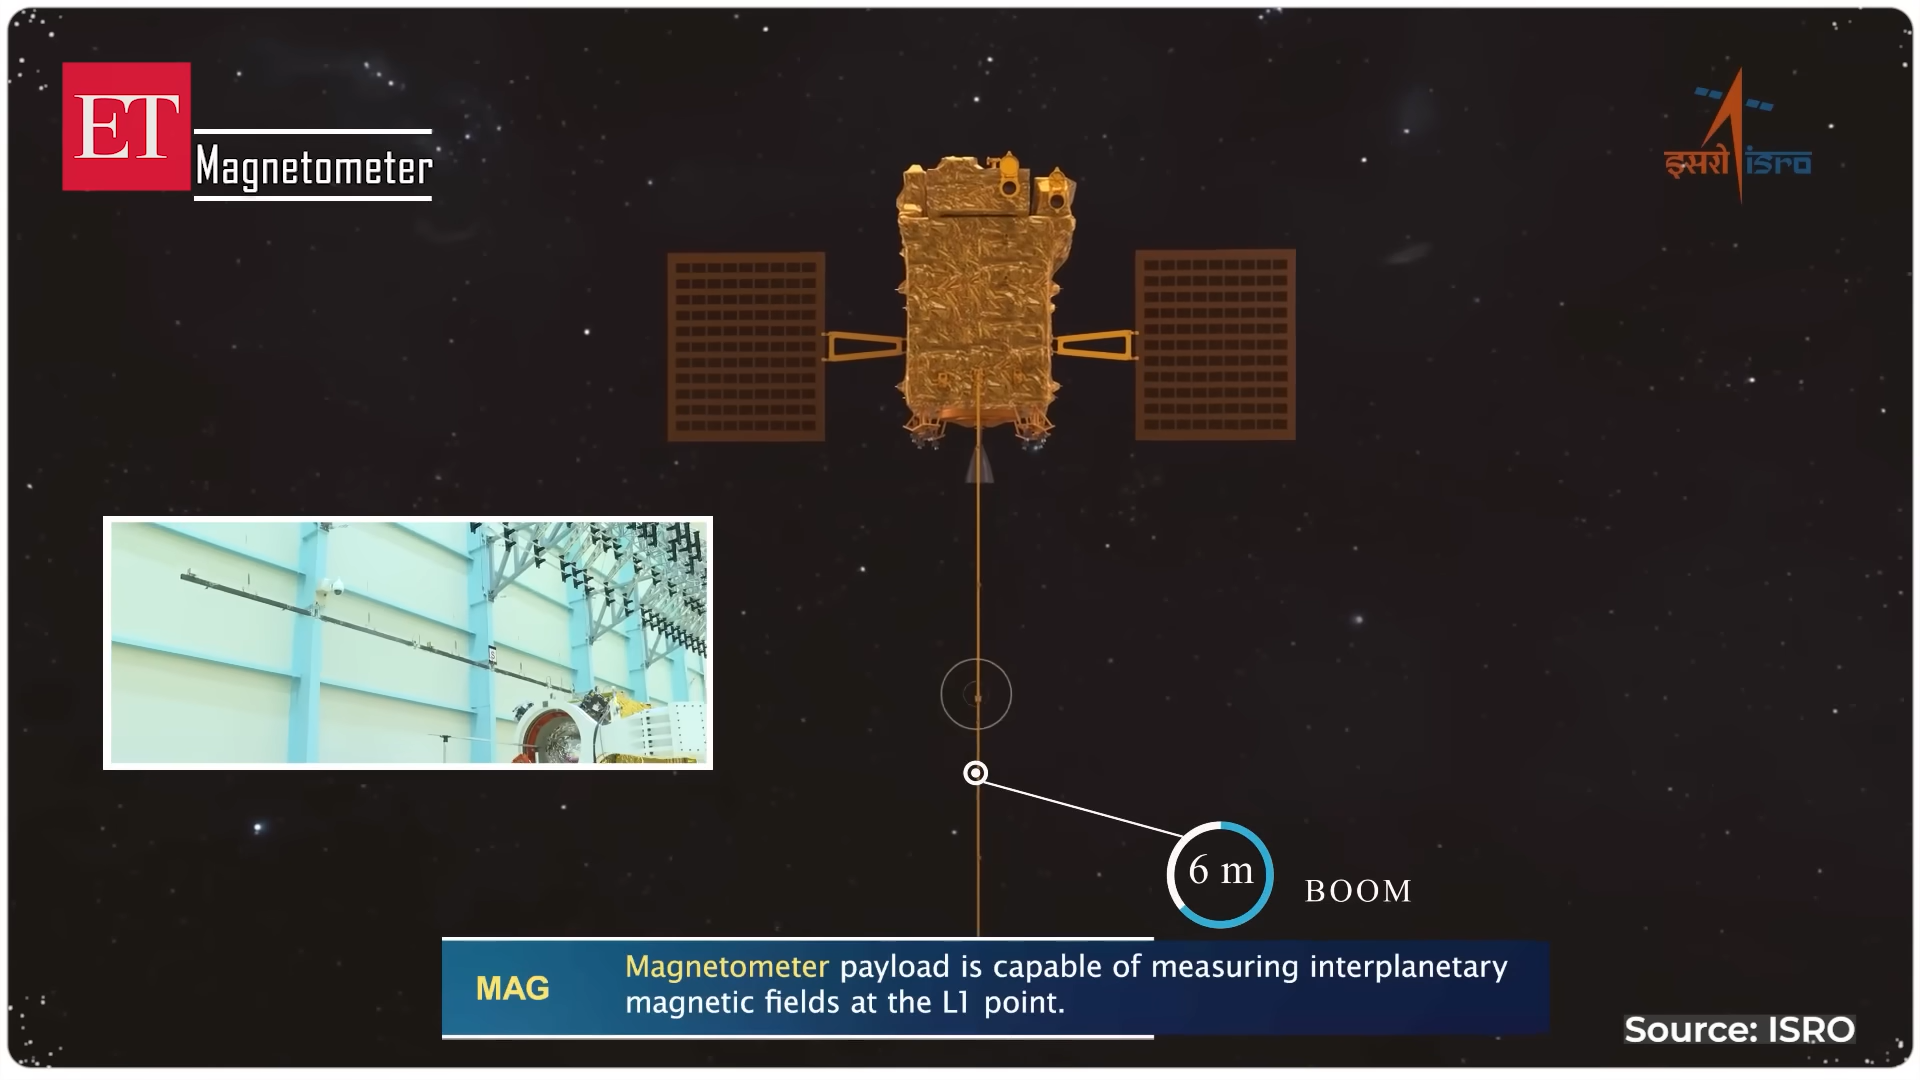 ET
Magnetometer
इसरो isro
S
6 m
BOOM
MAG
Magnetometer payload is capable of measuring interplanetary
magnetic fields at the L1 point.
Source: ISRO